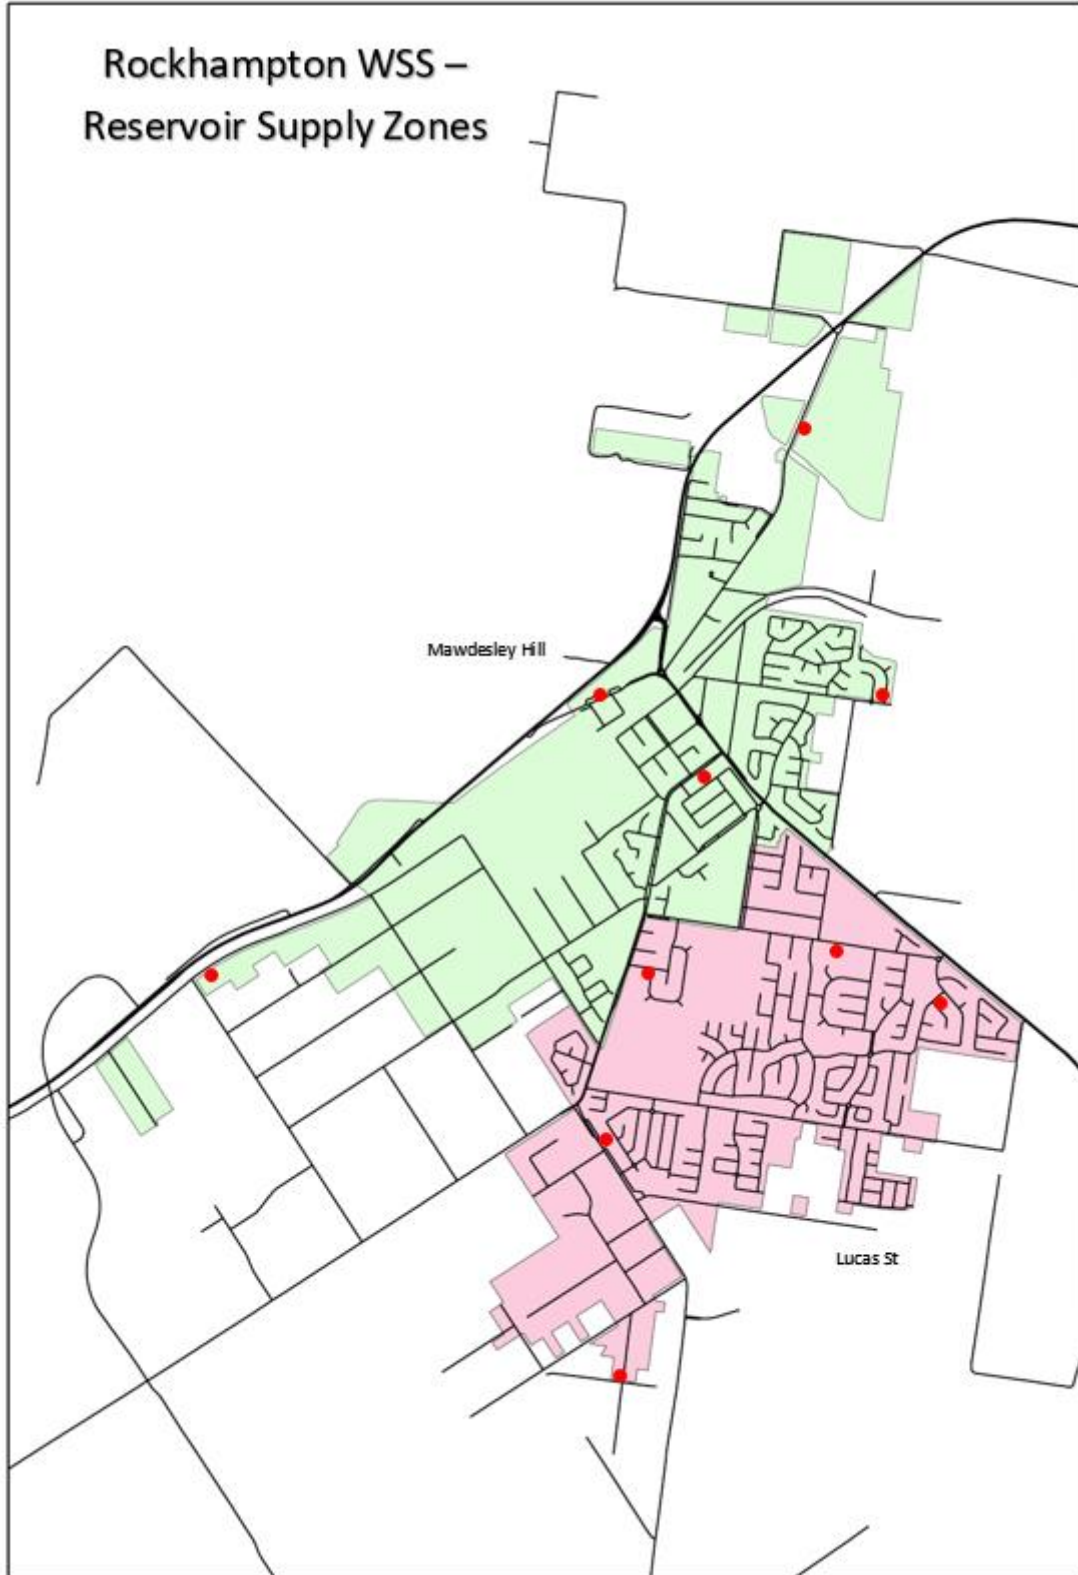 Rockhampton WSS –
Reservoir Supply Zones
Mawdesley Hill
Lucas St